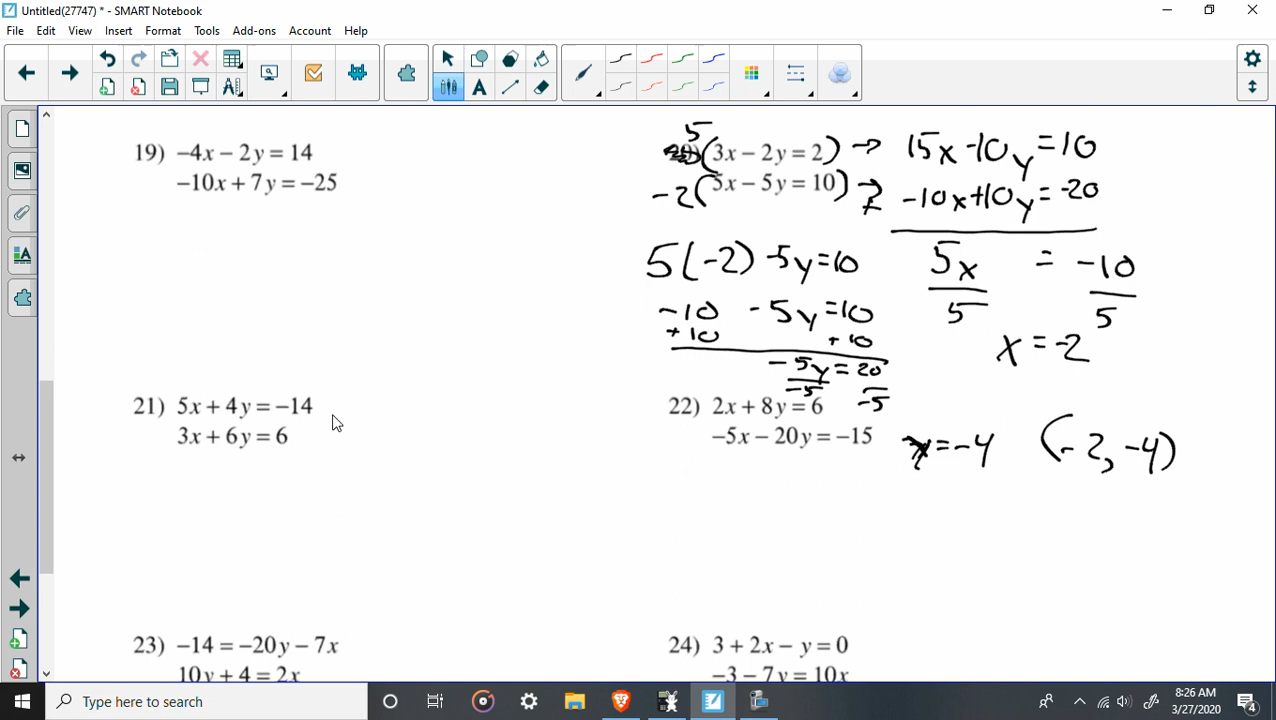 Untitled(27747) * - SMART Notebook
File Edit View Insert Format Tools Add-ons Account Help
19) −4x − 2y = 14
−10x + 7y = −25
5(3x − 2y = 2) → 15x -10y = 10
-2(5x − 5y = 10) → -10x+10y = -20
5x = -10
5 5
x = -2
5(-2) -5y=10
-10 -5y=10
+10 +10
-5y = 20
-5 -5
y=-4 (-2, -4)
21) 5x + 4y = −14
3x + 6y = 6
22) 2x + 8y = 6
−5x − 20y = −15
23) −14 = −20y − 7x
10y + 4 = 2x
24) 3 + 2x − y = 0
−3 − 7y = 10x
Type here to search
8:26 AM
3/27/2020
4